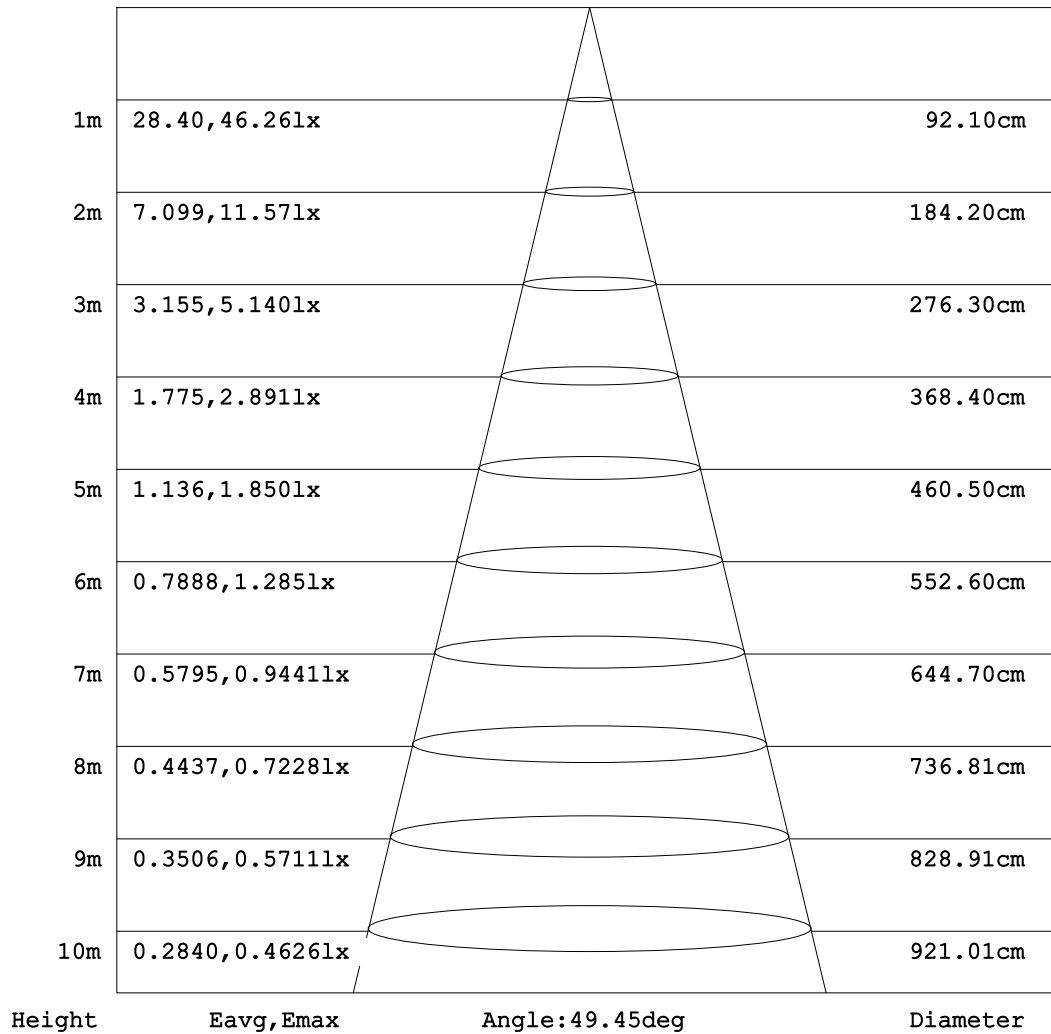 1m 28.40,46.26lx 92.10cm
2m 7.099,11.57lx 184.20cm
3m 3.155,5.140lx 276.30cm
4m 1.775,2.891lx 368.40cm
5m 1.136,1.850lx 460.50cm
6m 0.7888,1.285lx 552.60cm
7m 0.5795,0.9441lx 644.70cm
8m 0.4437,0.7228lx 736.81cm
9m 0.3506,0.5711lx 828.91cm
10m 0.2840,0.4626lx 921.01cm
Height Eavg,Emax Angle:49.45deg Diameter